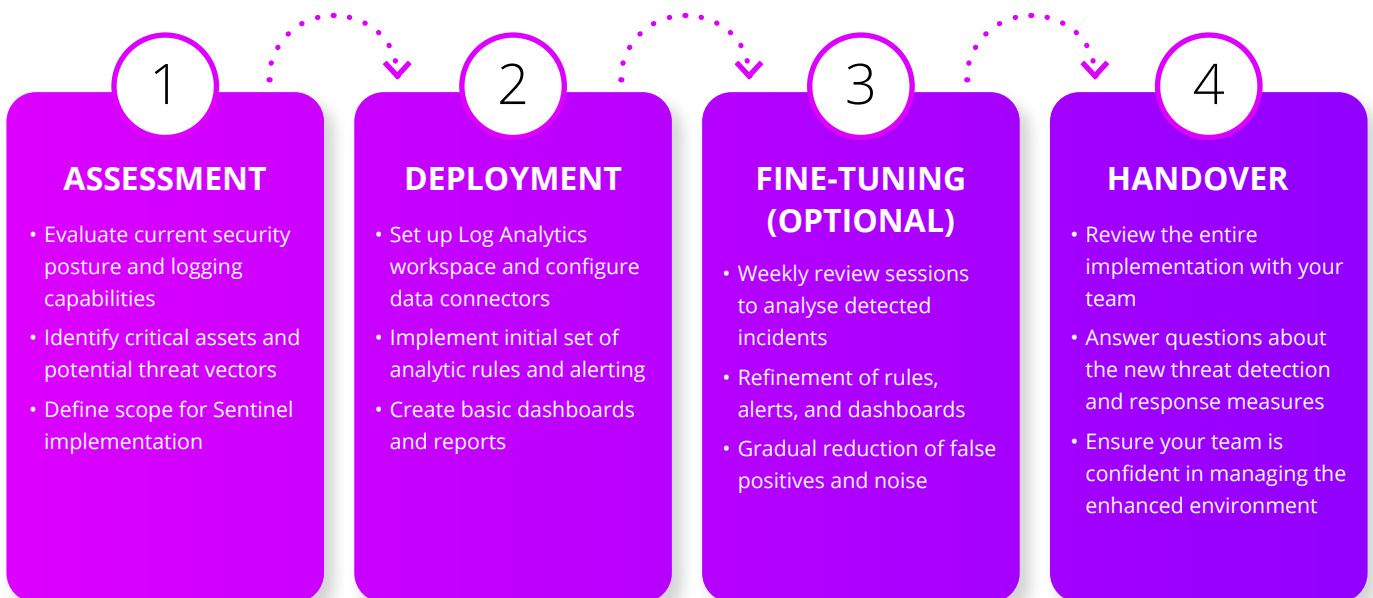 1
ASSESSMENT
• Evaluate current security
posture and logging
capabilities
• Identify critical assets and
potential threat vectors
• Define scope for Sentinel
implementation
2
DEPLOYMENT
• Set up Log Analytics
workspace and configure
data connectors
• Implement initial set of
analytic rules and alerting
• Create basic dashboards
and reports
3
FINE-TUNING
(OPTIONAL)
• Weekly review sessions
to analyse detected
incidents
• Refinement of rules,
alerts, and dashboards
• Gradual reduction of false
positives and noise
4
HANDOVER
• Review the entire
implementation with your
team
• Answer questions about
the new threat detection
and response measures
• Ensure your team is
confident in managing the
enhanced environment